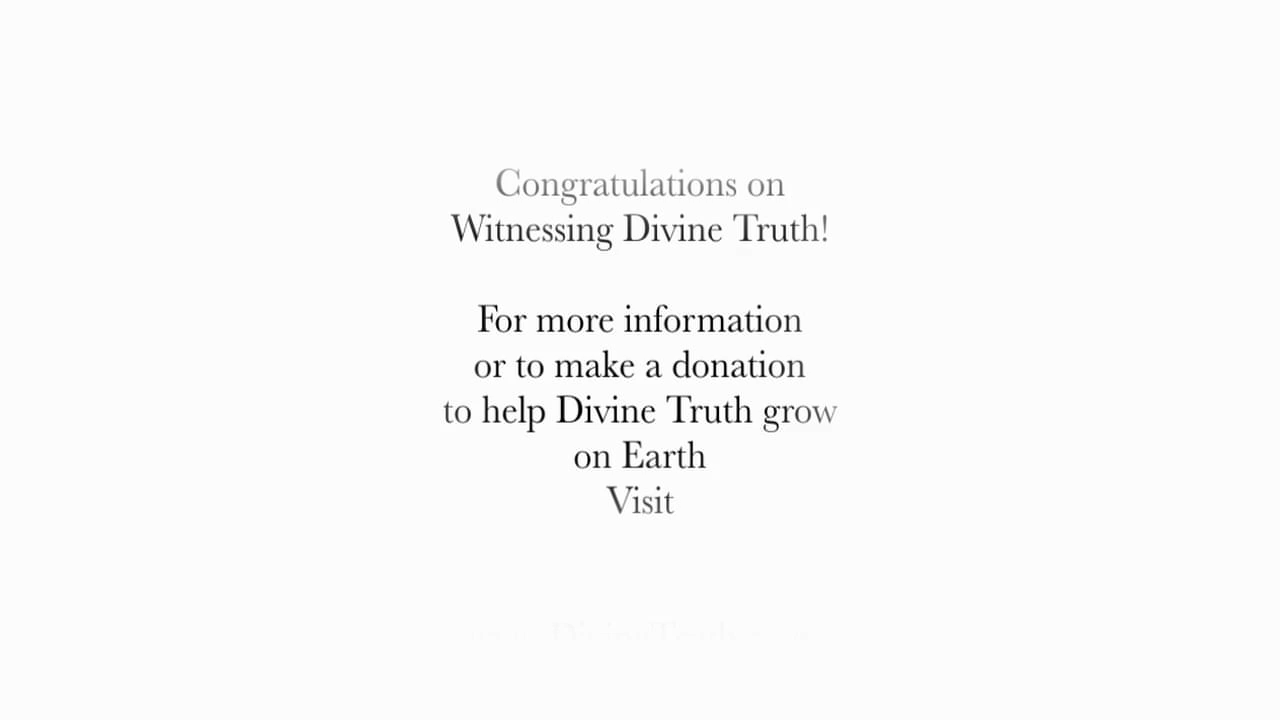 Congratulations on
Witnessing Divine Truth!
For more information
or to make a donation
to help Divine Truth grow
on Earth
Visit